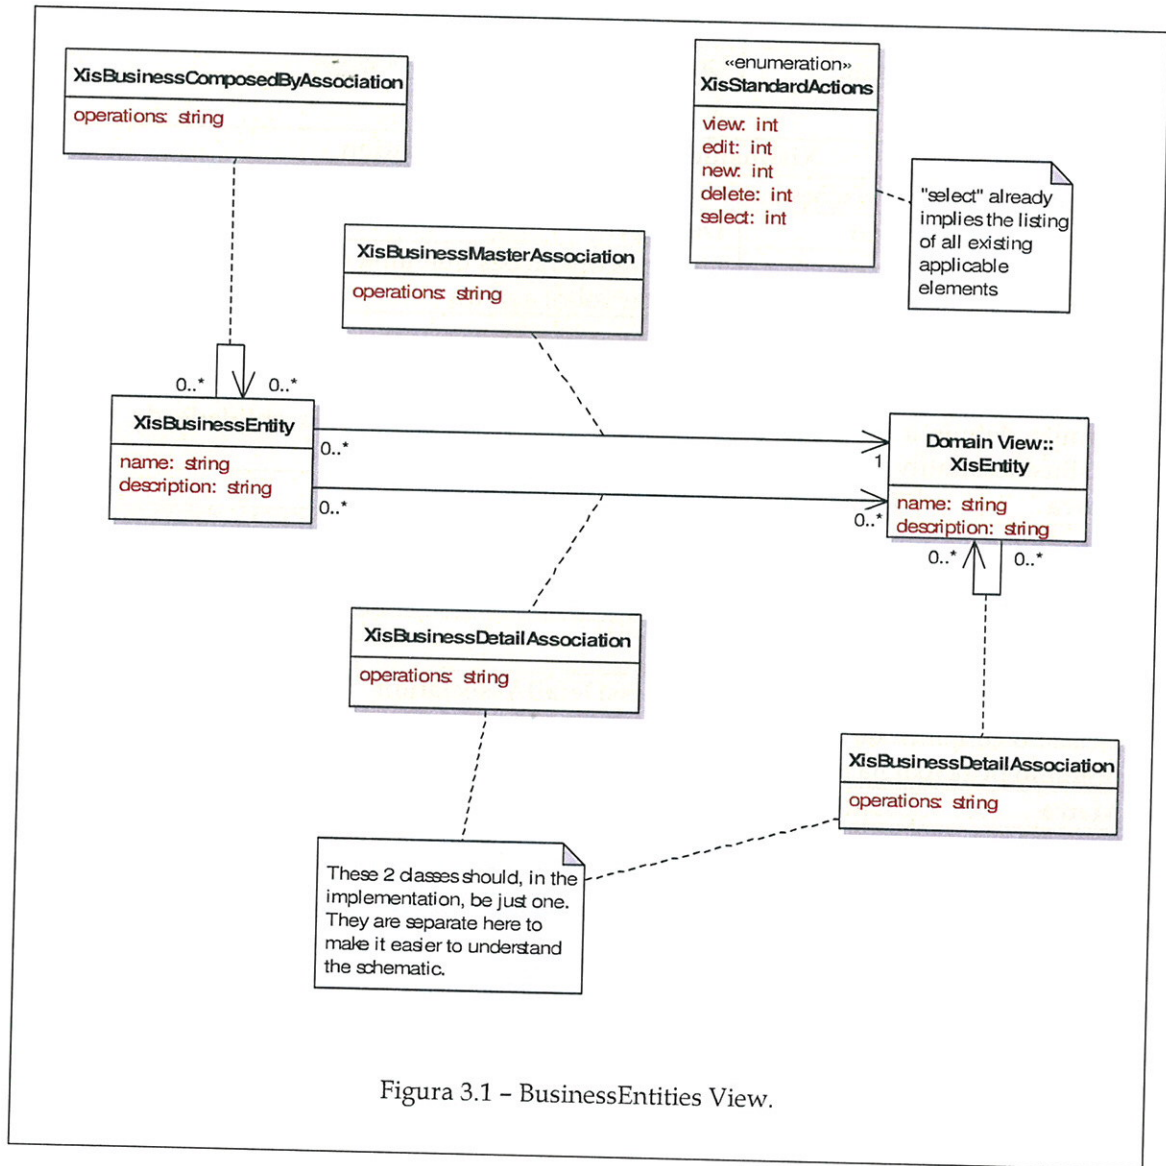 XisBusinessComposedByAssociation
operations: string
«enumeration»
XisStandardActions
view: int
edit: int
new: int
delete: int
select: int
"select" already
implies the listing
of all existing
applicable
elements
XisBusinessMasterAssociation
operations: string
0..*
0..*
XisBusinessEntity
name: string
description: string
0..*
0..*
1
0..*
Domain View::
XisEntity
name: string
description: string
0..*
0..*
XisBusinessDetailAssociation
operations: string
XisBusinessDetailAssociation
operations: string
These 2 classes should, in the
implementation, be just one.
They are separate here to
make it easier to understand
the schematic.
Figura 3.1 – BusinessEntities View.